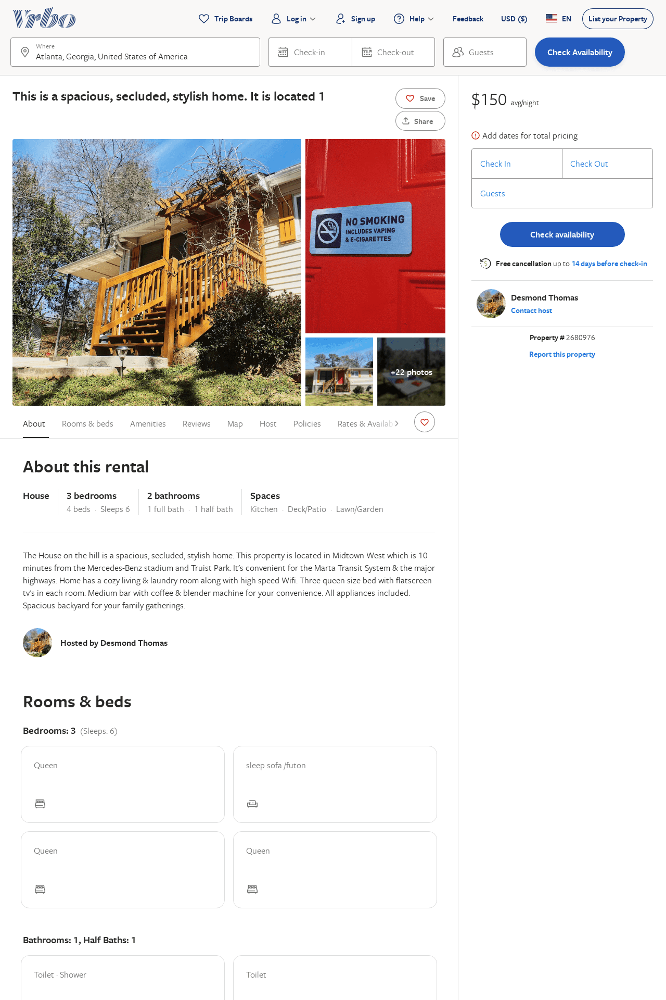 Vrbo
Trip Boards
Log in
Sign up
Help
Feedback
USD ($)
EN
List your Property
Where
Atlanta, Georgia, United States of America
Check-in
Check-out
Guests
Check Availability
This is a spacious, secluded, stylish home. It is located 1
Save
Share
NO SMOKING
INCLUDES VAPING
& E-CIGARETTES
+22 photos
$150 avg/night
Add dates for total pricing
Check In
Check Out
Guests
Check availability
Free cancellation up to 14 days before check-in
Desmond Thomas
Contact host
Property # 2680976
Report this property
About
Rooms & beds
Amenities
Reviews
Map
Host
Policies
Rates & Availab
About this rental
House
3 bedrooms
4 beds · Sleeps 6
2 bathrooms
1 full bath · 1 half bath
Spaces
Kitchen · Deck/Patio · Lawn/Garden
The House on the hill is a spacious, secluded, stylish home. This property is located in Midtown West which is 10
minutes from the Mercedes-Benz stadium and Truist Park. It's convenient for the Marta Transit System & the major
highways. Home has a cozy living & laundry room along with high speed Wifi. Three queen size bed with flatscreen
tv's in each room. Medium bar with coffee & blender machine for your convenience. All appliances included.
Spacious backyard for your family gatherings.
Hosted by Desmond Thomas
Rooms & beds
Bedrooms: 3 (Sleeps: 6)
Queen
sleep sofa /futon
Queen
Queen
Bathrooms: 1, Half Baths: 1
Toilet · Shower
Toilet